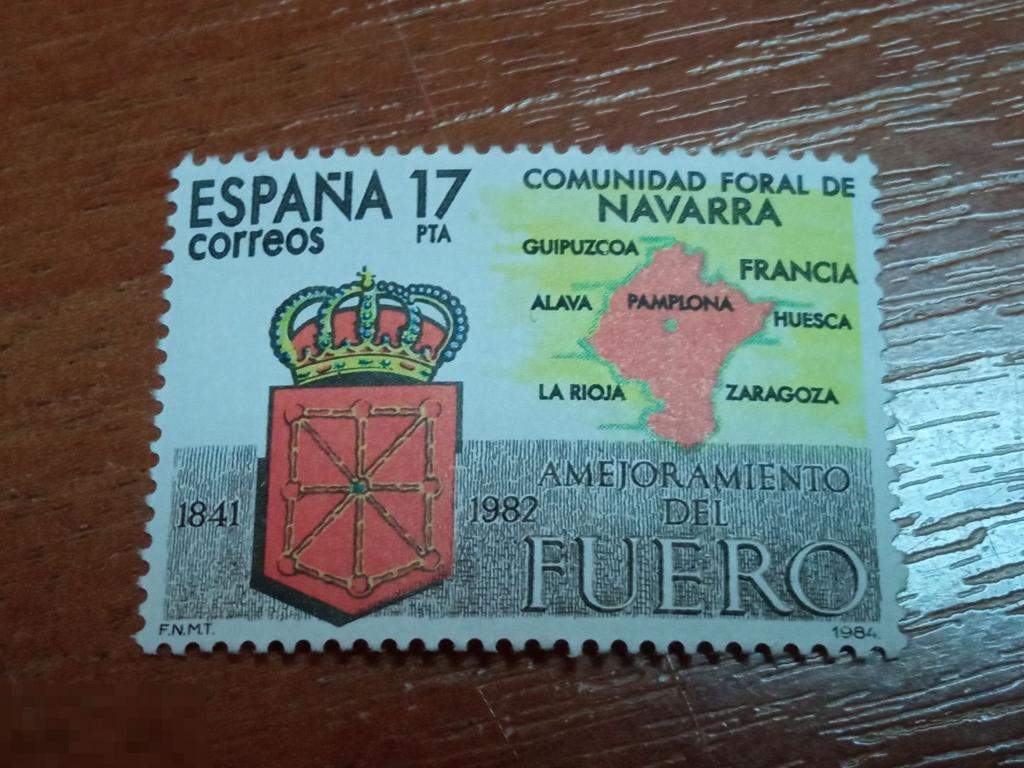 ESPAÑA 17
correos PTA
COMUNIDAD FORAL DE
NAVARRA
GUIPUZCOA
FRANCIA
ALAVA PAMPLONA
HUESCA
LA RIOJA ZARAGOZA
1841 1982
AMEJORAMIENTO
DEL
FUERO
F.N.M.T. 1984.